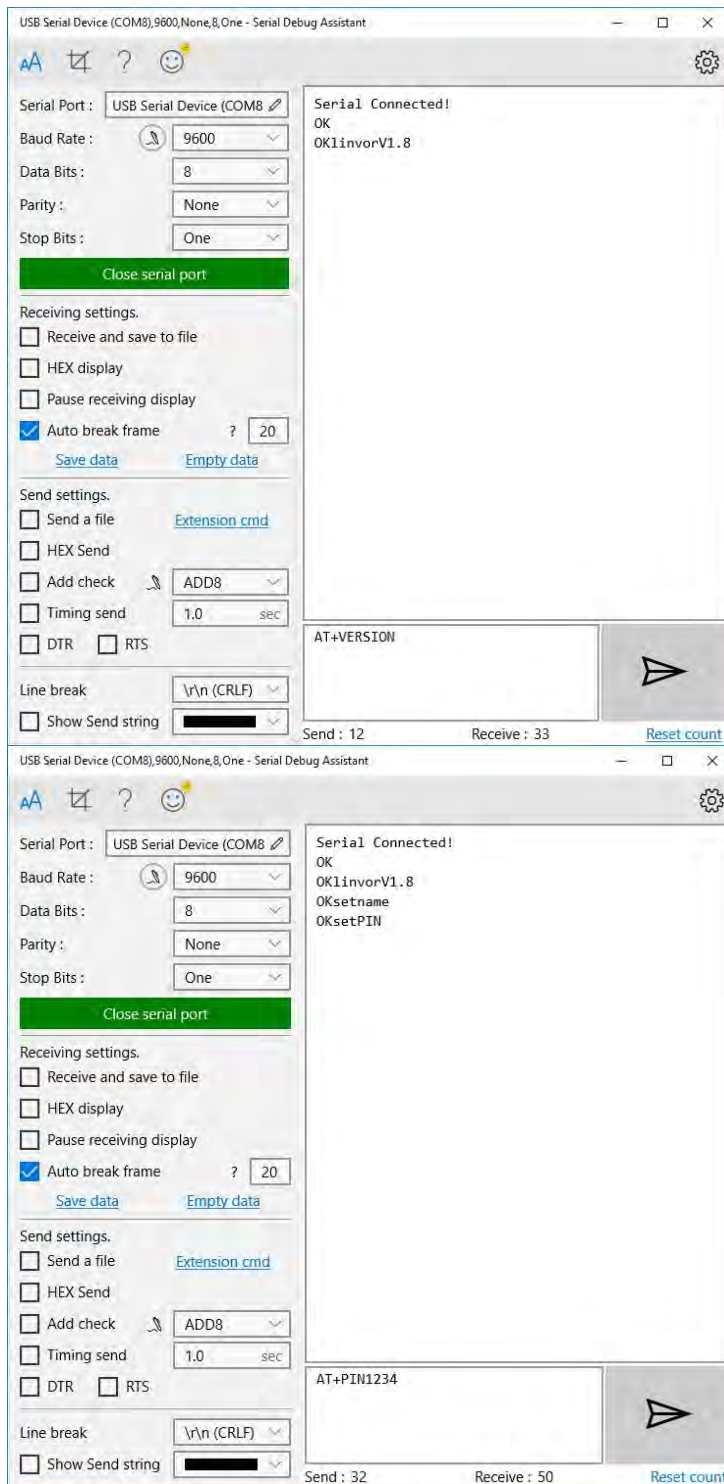 USB Serial Device (COM8),9600,None,8,One - Serial Debug Assistant
AA ?
Serial Port : USB Serial Device (COM8
Baud Rate : 9600
Data Bits : 8
Parity : None
Stop Bits : One
Close serial port
Receiving settings.
Receive and save to file
HEX display
Pause receiving display
Auto break frame ? 20
Save data Empty data
Send settings.
Send a file Extension cmd
HEX Send
Add check ADD8
Timing send 1.0 sec
DTR RTS
Line break \r\n (CRLF)
Show Send string
Serial Connected!
OK
OKlinvorV1.8
AT+VERSION
Send : 12 Receive : 33 Reset count
USB Serial Device (COM8),9600,None,8,One - Serial Debug Assistant
AA ?
Serial Port : USB Serial Device (COM8
Baud Rate : 9600
Data Bits : 8
Parity : None
Stop Bits : One
Close serial port
Receiving settings.
Receive and save to file
HEX display
Pause receiving display
Auto break frame ? 20
Save data Empty data
Send settings.
Send a file Extension cmd
HEX Send
Add check ADD8
Timing send 1.0 sec
DTR RTS
Line break \r\n (CRLF)
Show Send string
Serial Connected!
OK
OKlinvorV1.8
OKsetname
OKsetPIN
AT+PIN1234
Send : 32 Receive : 50 Reset count